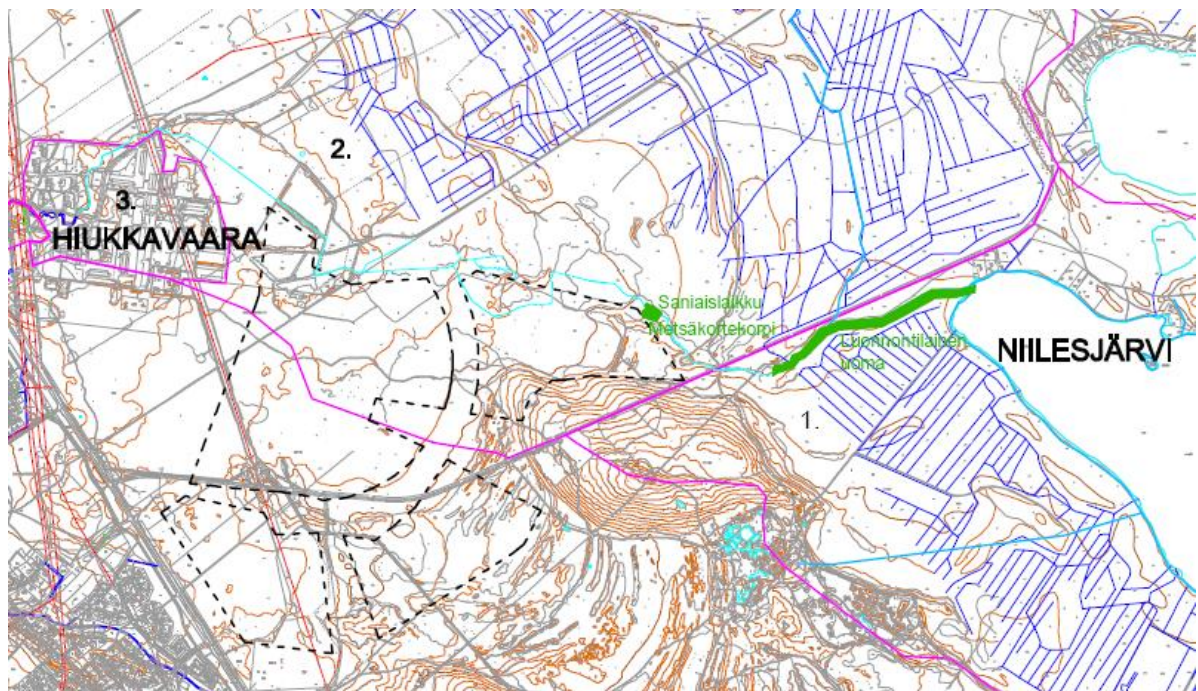 2.
3.
HIUKKAVAARA
Saniaislaikku
Metsäkortekorpi
Luonnontilainen
uoma
NIILESJÄRVI
1.